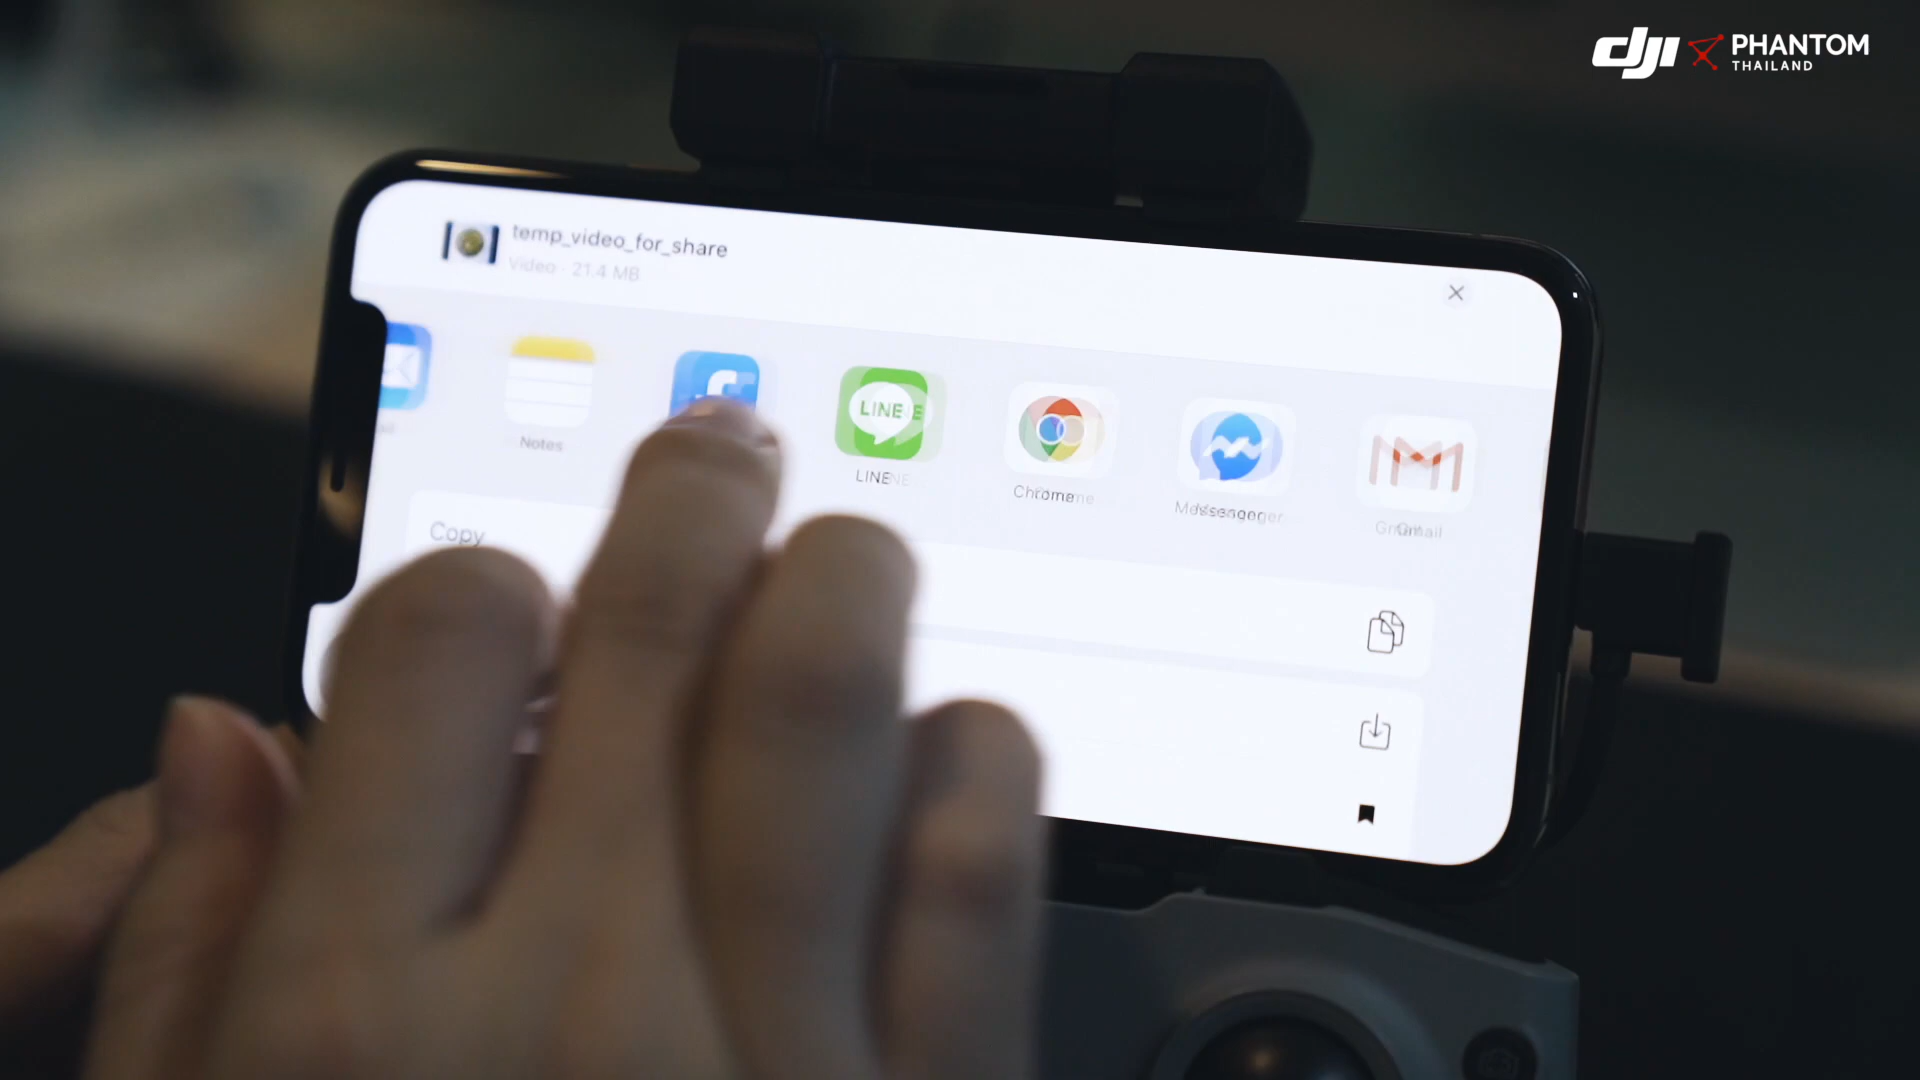 dji PHANTOM
THAILAND
temp_video_for_share
Video · 21.4 MB
Notes
LINE
LINE
Chrome
Messenger
Gmail
Copy